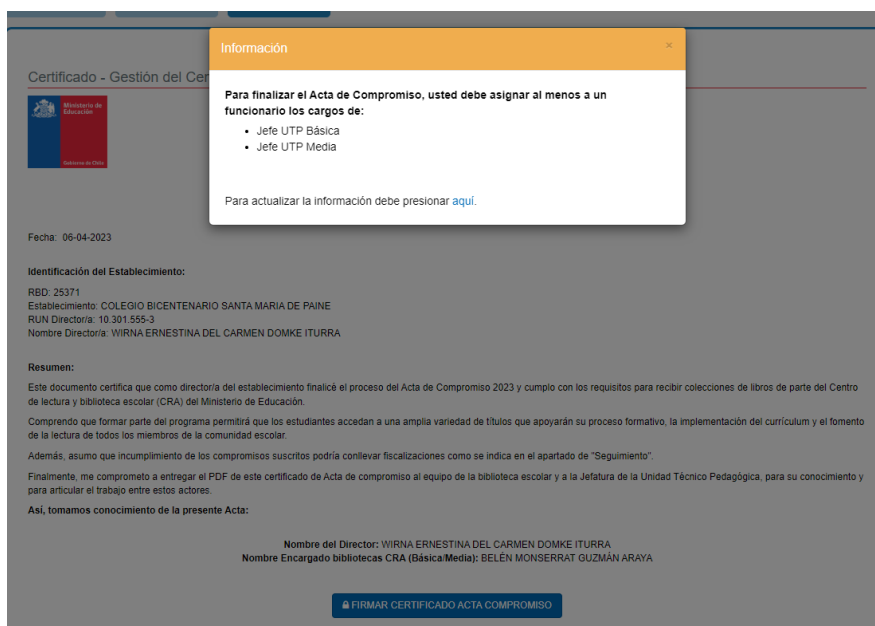 Información
×
Para finalizar el Acta de Compromiso, usted debe asignar al menos a un
funcionario los cargos de:
• Jefe UTP Básica
• Jefe UTP Media
Para actualizar la información debe presionar aquí.
Certificado - Gestión del Cer
Ministerio de
Educación
Gobierno de Chile
Fecha: 06-04-2023
Identificación del Establecimiento:
RBD: 25371
Establecimiento: COLEGIO BICENTENARIO SANTA MARIA DE PAINE
RUN Director/a: 10.301.555-3
Nombre Director/a: WIRNA ERNESTINA DEL CARMEN DOMKE ITURRA
Resumen:
Este documento certifica que como director/a del establecimiento finalicé el proceso del Acta de Compromiso 2023 y cumplo con los requisitos para recibir colecciones de libros de parte del Centro
de lectura y biblioteca escolar (CRA) del Ministerio de Educación.
Comprendo que formar parte del programa permitirá que los estudiantes accedan a una amplia variedad de títulos que apoyarán su proceso formativo, la implementación del currículum y el fomento
de la lectura de todos los miembros de la comunidad escolar.
Además, asumo que incumplimiento de los compromisos suscritos podría conllevar fiscalizaciones como se indica en el apartado de "Seguimiento".
Finalmente, me comprometo a entregar el PDF de este certificado de Acta de compromiso al equipo de la biblioteca escolar y a la Jefatura de la Unidad Técnico Pedagógica, para su conocimiento y
para articular el trabajo entre estos actores.
Así, tomamos conocimiento de la presente Acta:
Nombre del Director: WIRNA ERNESTINA DEL CARMEN DOMKE ITURRA
Nombre Encargado bibliotecas CRA (Básica/Media): BELÉN MONSERRAT GUZMÁN ARAYA
FIRMAR CERTIFICADO ACTA COMPROMISO